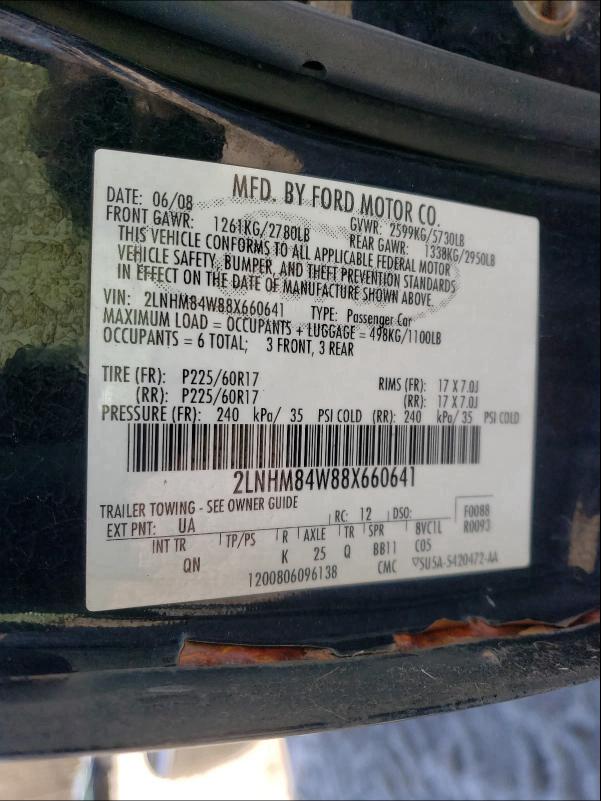 MFD. BY FORD MOTOR CO.
DATE: 06/08 GVWR: 2599KG/5730LB
FRONT GAWR: 1261KG/2780LB REAR GAWR: 1338KG/2950LB
THIS VEHICLE CONFORMS TO ALL APPLICABLE FEDERAL MOTOR
VEHICLE SAFETY, BUMPER, AND THEFT PREVENTION STANDARDS
IN EFFECT ON THE DATE OF MANUFACTURE SHOWN ABOVE.
VIN: 2LNHM84W88X660641 TYPE: Passenger Car
MAXIMUM LOAD = OCCUPANTS + LUGGAGE = 498KG/1100LB
OCCUPANTS = 6 TOTAL; 3 FRONT, 3 REAR
TIRE (FR): P225/60R17 RIMS (FR): 17 X 7.0J
(RR): P225/60R17 (RR): 17 X 7.0J
PRESSURE (FR): 240 kPa/ 35 PSI COLD (RR): 240 kPa/ 35 PSI COLD
2LNHM84W88X660641
TRAILER TOWING - SEE OWNER GUIDE
EXT PNT: UA RC: 12 DSO: F0088
R0093
INT TR TP/PS R AXLE TR SPR 8VC1L
QN K 25 Q BB11 C05
1200806096138 CMC ▽5U5A-5420472-AA